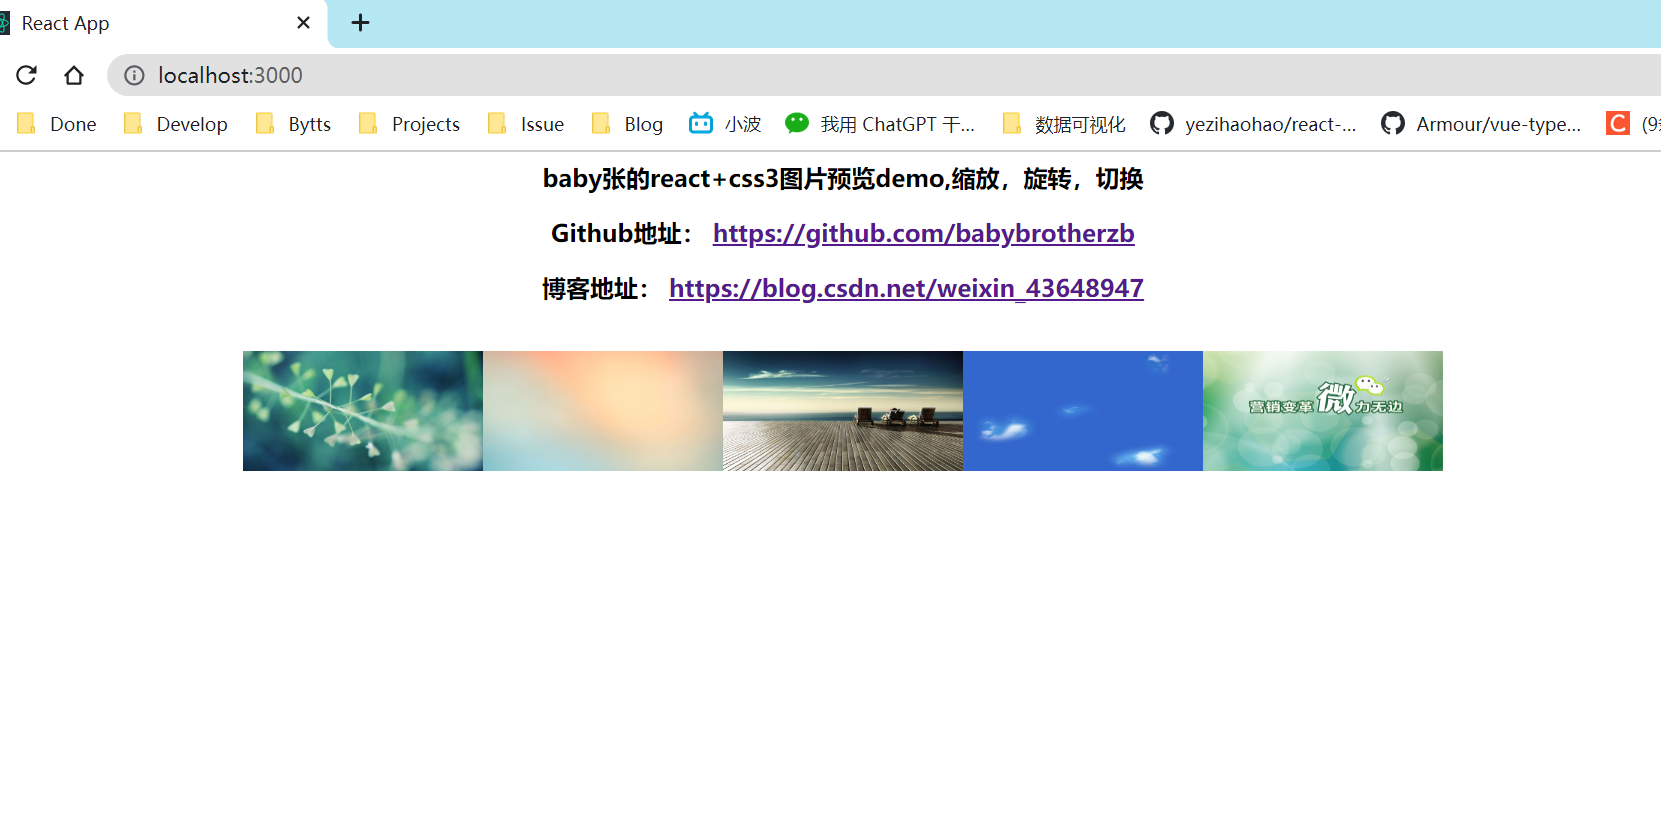 React App
localhost:3000
Done Develop Bytts Projects Issue Blog 小波 我用 ChatGPT 干... 数据可视化 yezihaohao/react-... Armour/vue-type... (9
baby张的react+css3图片预览demo,缩放，旋转，切换
Github地址： https://github.com/babybrotherzb
博客地址： https://blog.csdn.net/weixin_43648947
营销变革 微 力无边